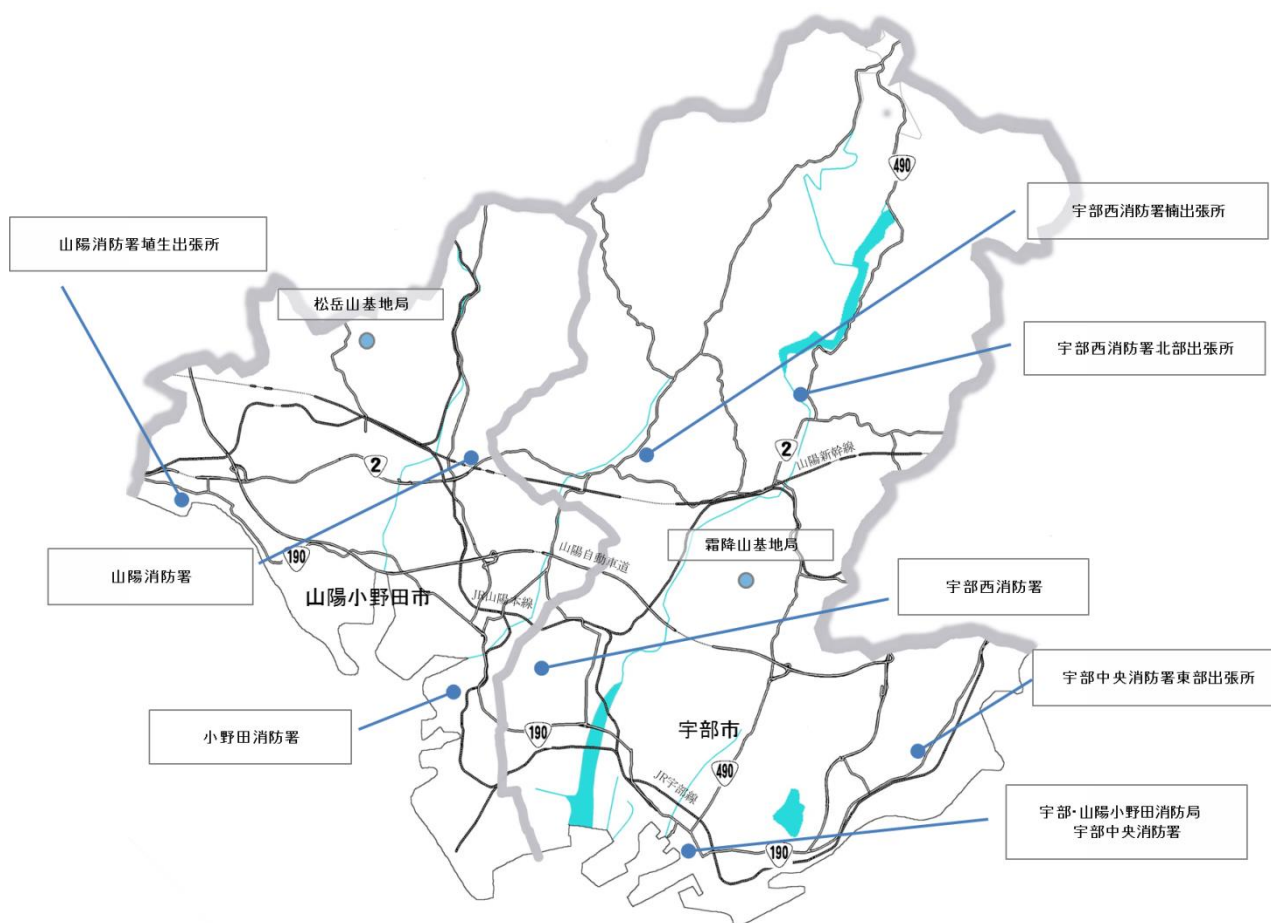 490
宇部西消防署楠出張所
山陽消防署埴生出張所
松岳山基地局
宇部西消防署北部出張所
2
2
山陽新幹線
190
山陽消防署
山陽自動車道
霜降山基地局
山陽小野田市
JR山陽本線
宇部西消防署
宇部中央消防署東部出張所
小野田消防署
190
宇部市
490
JR宇部線
宇部・山陽小野田消防局
宇部中央消防署
190